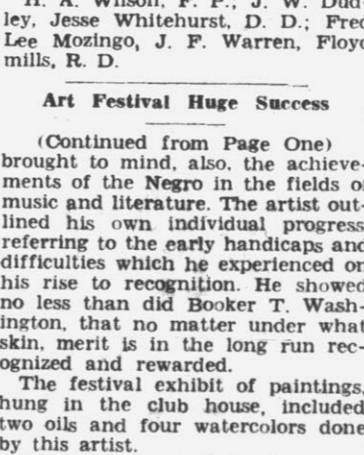 H. A. Wilson, F. P.; J. W. Dud-
ley, Jesse Whitehurst, D. D.; Fred
Lee Mozingo, J. F. Warren, Floyd
mills, R. D.
Art Festival Huge Success
(Continued from Page One)
brought to mind, also, the achieve-
ments of the Negro in the fields of
music and literature. The artist out-
lined his own individual progress
referring to the early handicaps and
difficulties which he experienced on
his rise to recognition. He showed
no less than did Booker T. Wash-
ington, that no matter under what
skin, merit is in the long run rec-
ognized and rewarded.
The festival exhibit of paintings,
hung in the club house, included
two oils and four watercolors done
by this artist.